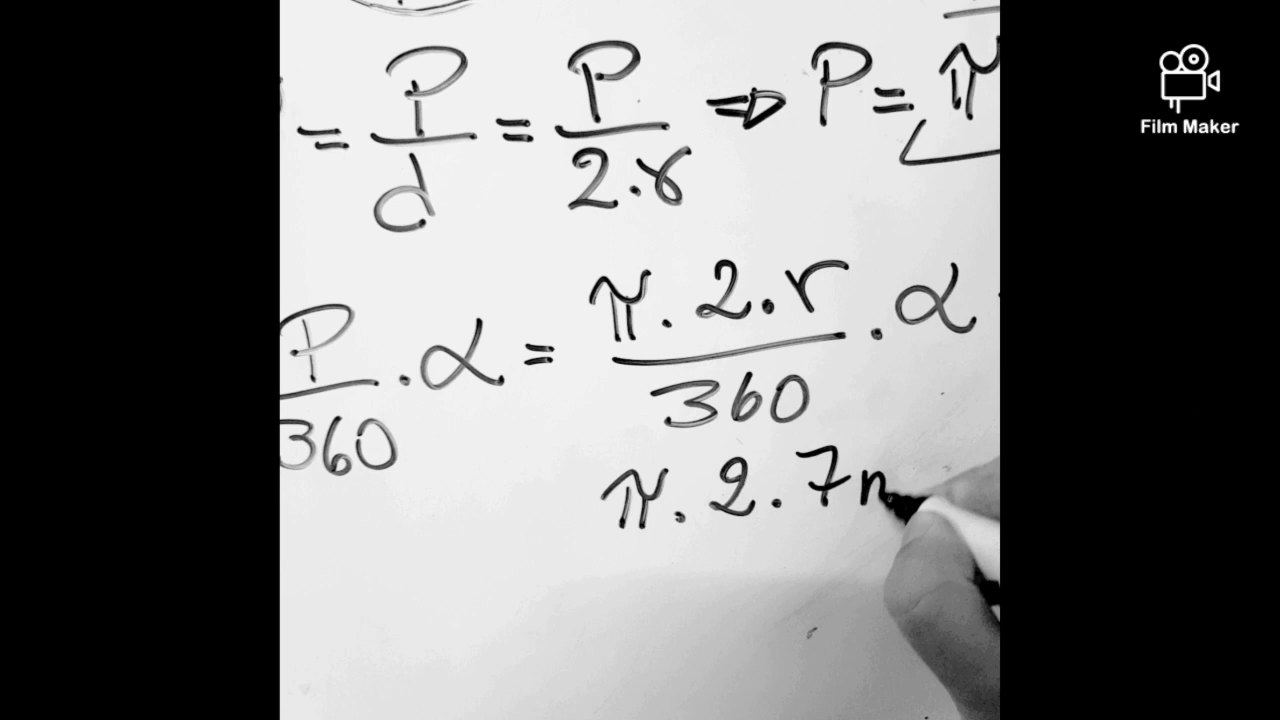 = P/d = P/2.r ⇒ P = π
P/360 . α = π.2.r/360 . α
π.2.7
Film Maker